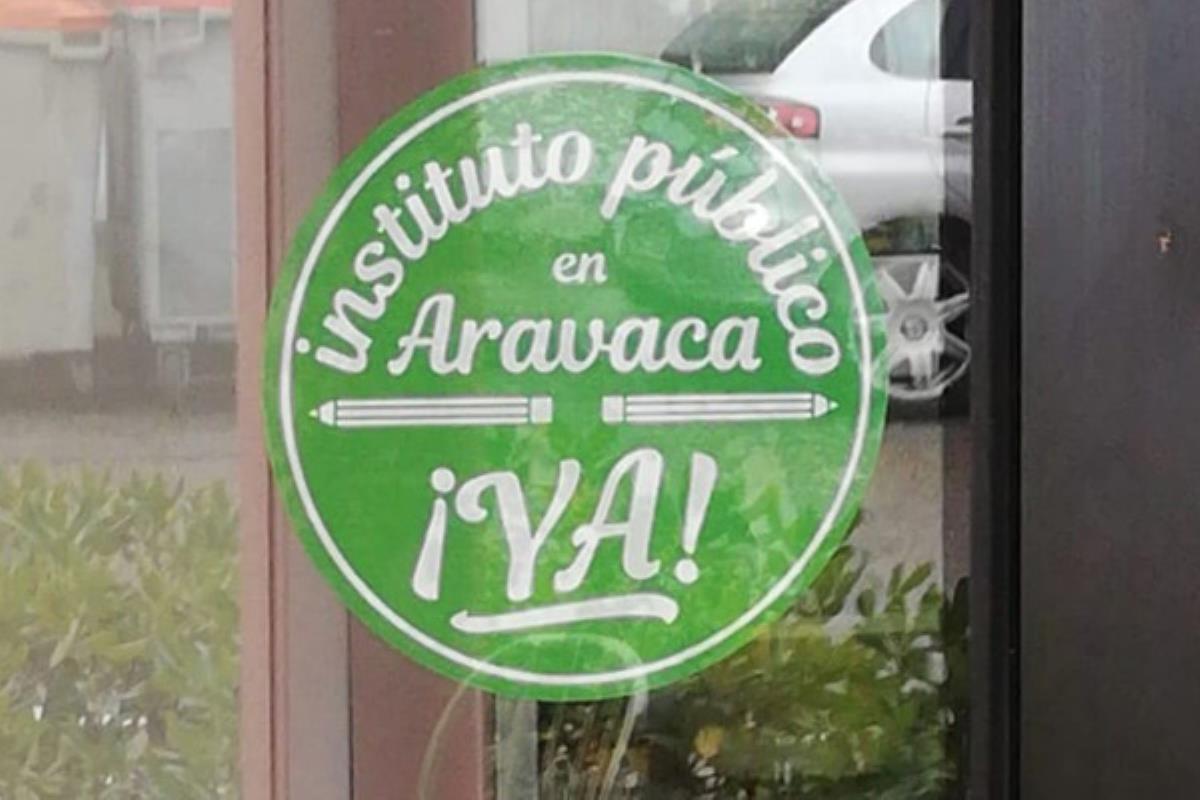 instituto público
en
Aravaca
¡YA!